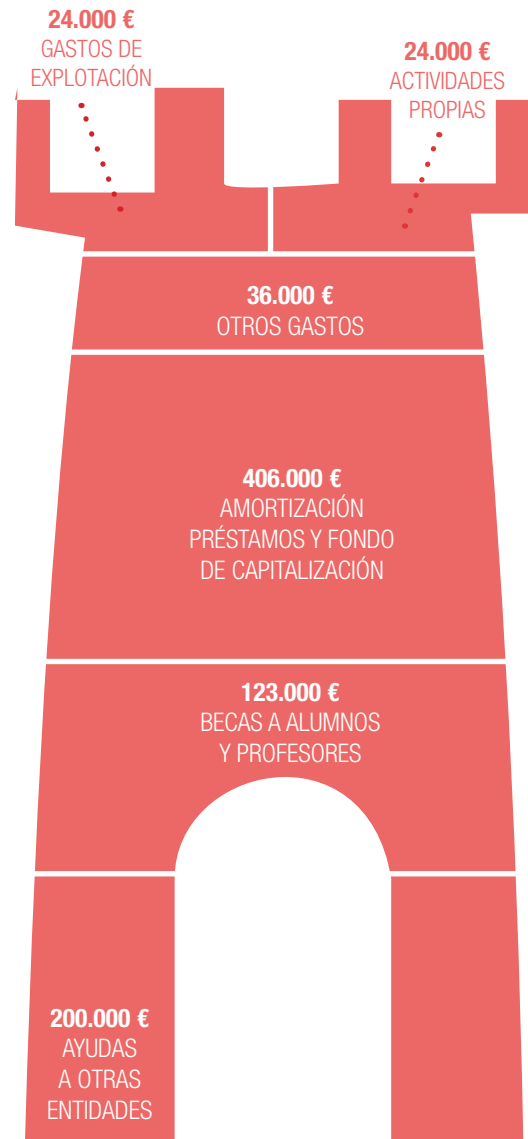 24.000 €
GASTOS DE
EXPLOTACIÓN
24.000 €
ACTIVIDADES
PROPIAS
36.000 €
OTROS GASTOS
406.000 €
AMORTIZACIÓN
PRÉSTAMOS Y FONDO
DE CAPITALIZACIÓN
123.000 €
BECAS A ALUMNOS
Y PROFESORES
200.000 €
AYUDAS
A OTRAS
ENTIDADES